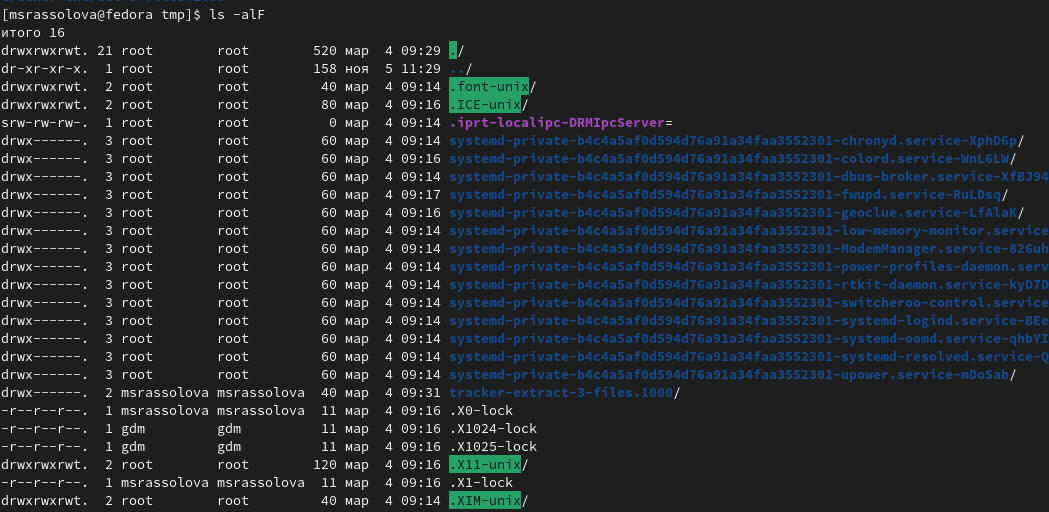 [msrassolova@fedora tmp]$ ls -alF
итого 16
drwxrwxrwt. 21 root        root        520 мар  4 09:29 ./
dr-xr-xr-x.  1 root        root        158 ноя  5 11:29 ../
drwxrwxrwt.  2 root        root         40 мар  4 09:14 .font-unix/
drwxrwxrwt.  2 root        root         80 мар  4 09:16 .ICE-unix/
srw-rw-rw-.  1 root        root          0 мар  4 09:14 .iprt-localipc-DRMIpcServer=
drwx------.  3 root        root         60 мар  4 09:14 systemd-private-b4c4a5af0d594d76a91a34faa3552301-chronyd.service-XphD6p/
drwx------.  3 root        root         60 мар  4 09:16 systemd-private-b4c4a5af0d594d76a91a34faa3552301-colord.service-WnL6LW/
drwx------.  3 root        root         60 мар  4 09:14 systemd-private-b4c4a5af0d594d76a91a34faa3552301-dbus-broker.service-XfBJ94
drwx------.  3 root        root         60 мар  4 09:17 systemd-private-b4c4a5af0d594d76a91a34faa3552301-fwupd.service-RuLDsq/
drwx------.  3 root        root         60 мар  4 09:16 systemd-private-b4c4a5af0d594d76a91a34faa3552301-geoclue.service-LfAlaK/
drwx------.  3 root        root         60 мар  4 09:14 systemd-private-b4c4a5af0d594d76a91a34faa3552301-low-memory-monitor.service
drwx------.  3 root        root         60 мар  4 09:14 systemd-private-b4c4a5af0d594d76a91a34faa3552301-ModemManager.service-826uh
drwx------.  3 root        root         60 мар  4 09:14 systemd-private-b4c4a5af0d594d76a91a34faa3552301-power-profiles-daemon.serv
drwx------.  3 root        root         60 мар  4 09:14 systemd-private-b4c4a5af0d594d76a91a34faa3552301-rtkit-daemon.service-kyD7D
drwx------.  3 root        root         60 мар  4 09:14 systemd-private-b4c4a5af0d594d76a91a34faa3552301-switcheroo-control.service
drwx------.  3 root        root         60 мар  4 09:14 systemd-private-b4c4a5af0d594d76a91a34faa3552301-systemd-logind.service-BEe
drwx------.  3 root        root         60 мар  4 09:14 systemd-private-b4c4a5af0d594d76a91a34faa3552301-systemd-oomd.service-qhbYI
drwx------.  3 root        root         60 мар  4 09:14 systemd-private-b4c4a5af0d594d76a91a34faa3552301-systemd-resolved.service-Q
drwx------.  3 root        root         60 мар  4 09:14 systemd-private-b4c4a5af0d594d76a91a34faa3552301-upower.service-mDoSab/
drwx------.  2 msrassolova msrassolova  40 мар  4 09:31 tracker-extract-3-files.1000/
-r--r--r--.  1 msrassolova msrassolova  11 мар  4 09:16 .X0-lock
-r--r--r--.  1 gdm         gdm          11 мар  4 09:16 .X1024-lock
-r--r--r--.  1 gdm         gdm          11 мар  4 09:16 .X1025-lock
drwxrwxrwt.  2 root        root        120 мар  4 09:16 .X11-unix/
-r--r--r--.  1 msrassolova msrassolova  11 мар  4 09:16 .X1-lock
drwxrwxrwt.  2 root        root         40 мар  4 09:14 .XIM-unix/